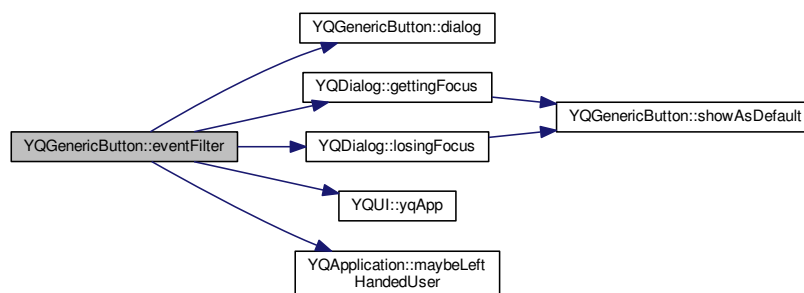 YQGenericButton::dialog
YQDialog::gettingFocus
YQGenericButton::showAsDefault
YQGenericButton::eventFilter
YQDialog::losingFocus
YQUI::yqApp
YQApplication::maybeLeft
HandedUser